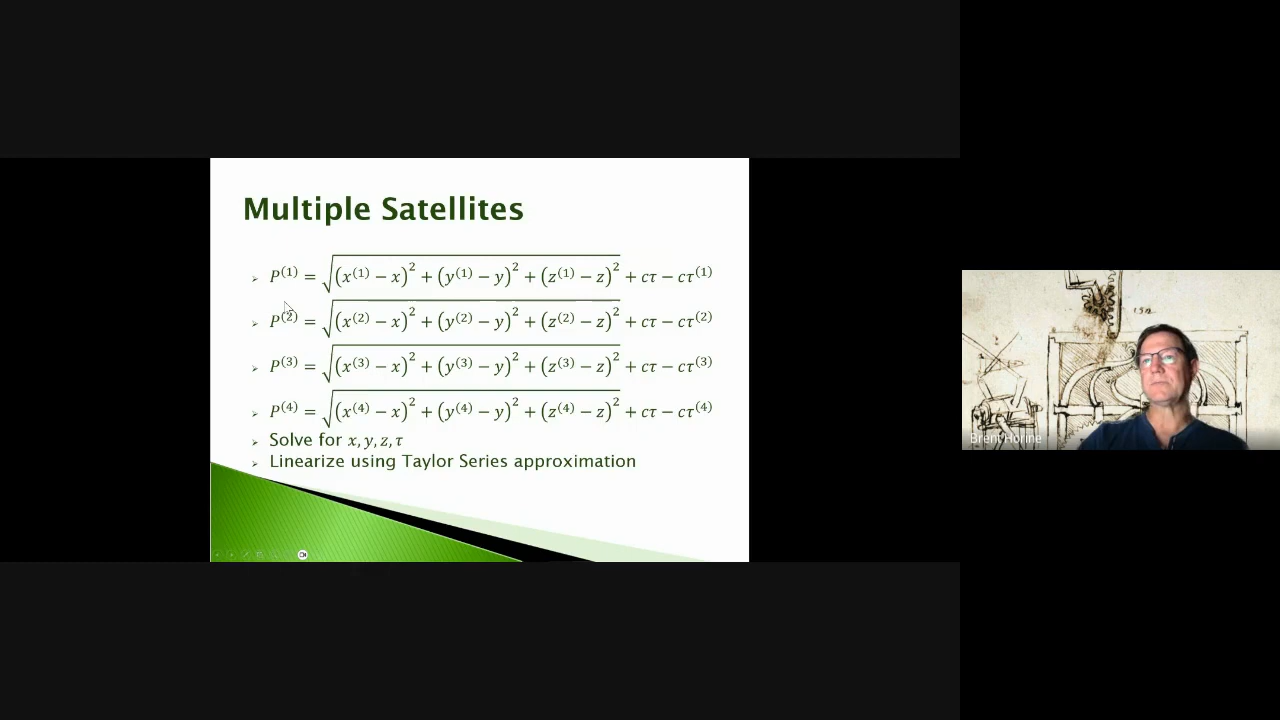 Multiple Satellites
➢ 𝑃⁽¹⁾ = √((𝑥⁽¹⁾ − 𝑥)² + (𝑦⁽¹⁾ − 𝑦)² + (𝑧⁽¹⁾ − 𝑧)²) + 𝑐𝜏 − 𝑐𝜏⁽¹⁾
➢ 𝑃⁽²⁾ = √((𝑥⁽²⁾ − 𝑥)² + (𝑦⁽²⁾ − 𝑦)² + (𝑧⁽²⁾ − 𝑧)²) + 𝑐𝜏 − 𝑐𝜏⁽²⁾
➢ 𝑃⁽³⁾ = √((𝑥⁽³⁾ − 𝑥)² + (𝑦⁽³⁾ − 𝑦)² + (𝑧⁽³⁾ − 𝑧)²) + 𝑐𝜏 − 𝑐𝜏⁽³⁾
➢ 𝑃⁽⁴⁾ = √((𝑥⁽⁴⁾ − 𝑥)² + (𝑦⁽⁴⁾ − 𝑦)² + (𝑧⁽⁴⁾ − 𝑧)²) + 𝑐𝜏 − 𝑐𝜏⁽⁴⁾
➢ Solve for 𝑥, 𝑦, 𝑧, 𝜏
➢ Linearize using Taylor Series approximation
Brent Horine